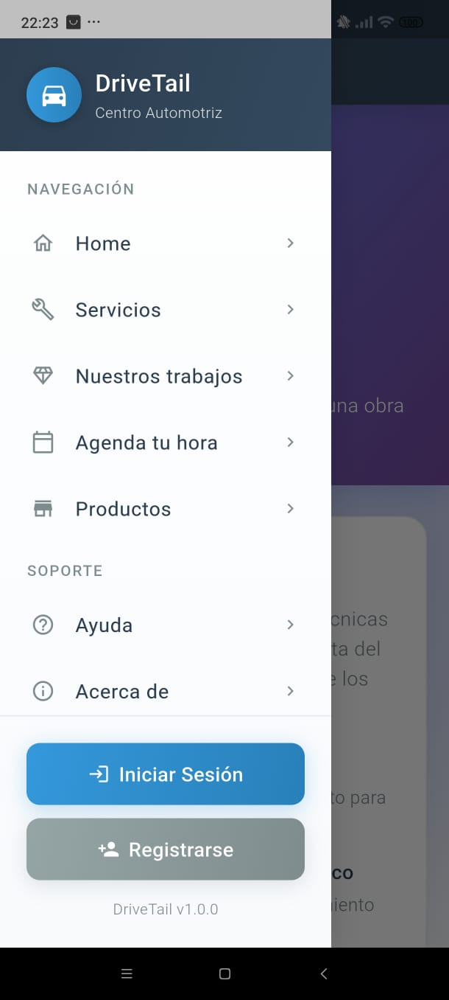 22:23
100
DriveTail
Centro Automotriz
NAVEGACIÓN
Home
Servicios
Nuestros trabajos
una obra
Agenda tu hora
Productos
SOPORTE
cnicas
Ayuda
ta del
e los
Acerca de
Iniciar Sesión
to para
Registrarse
co
iento
DriveTail v1.0.0